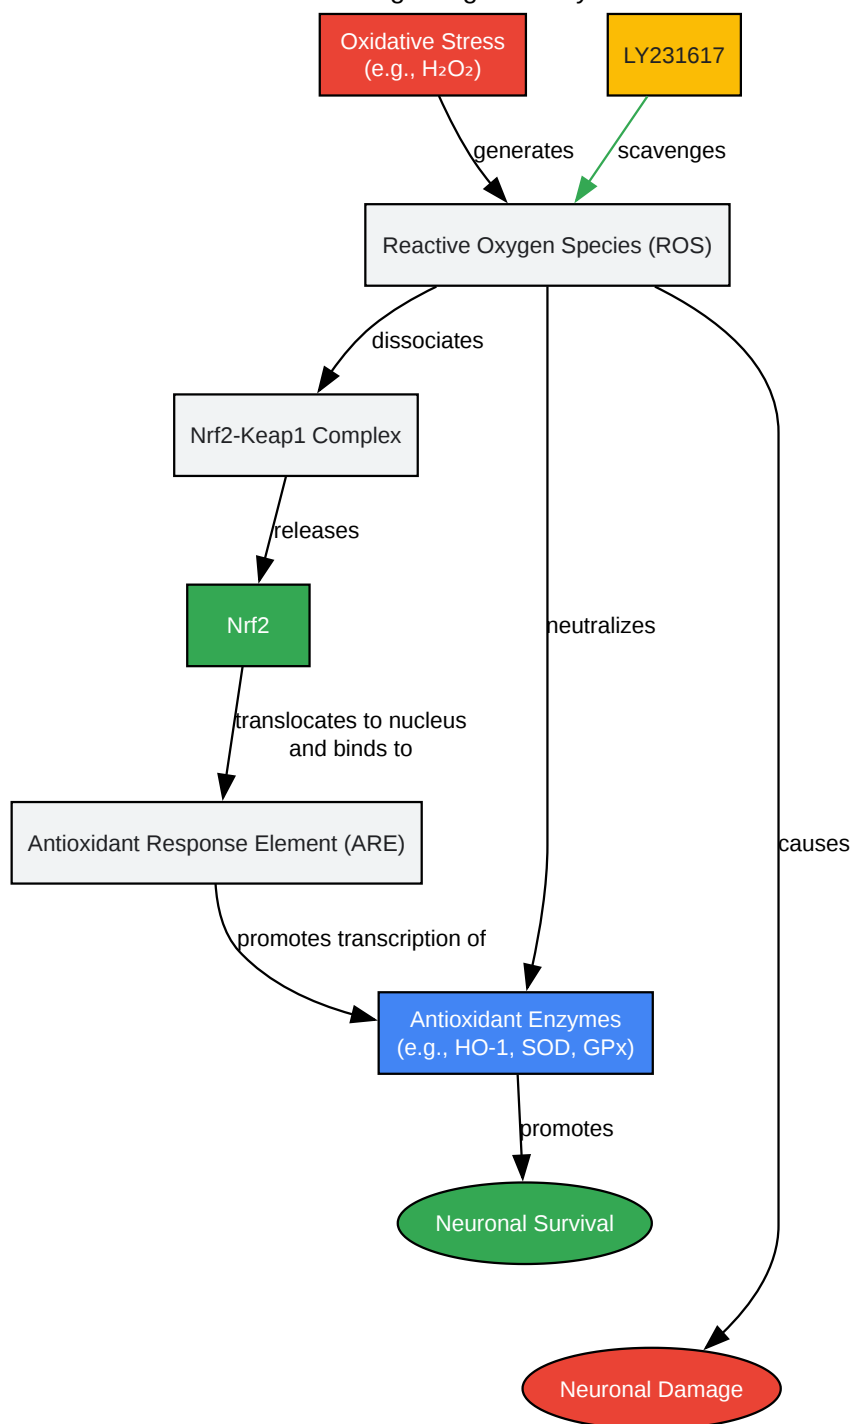 Oxidative Stress
(e.g., H₂O₂)
LY231617
generates
scavenges
Reactive Oxygen Species (ROS)
dissociates
Nrf2-Keap1 Complex
releases
Nrf2
neutralizes
translocates to nucleus
and binds to
Antioxidant Response Element (ARE)
causes
promotes transcription of
Antioxidant Enzymes
(e.g., HO-1, SOD, GPx)
promotes
Neuronal Survival
Neuronal Damage